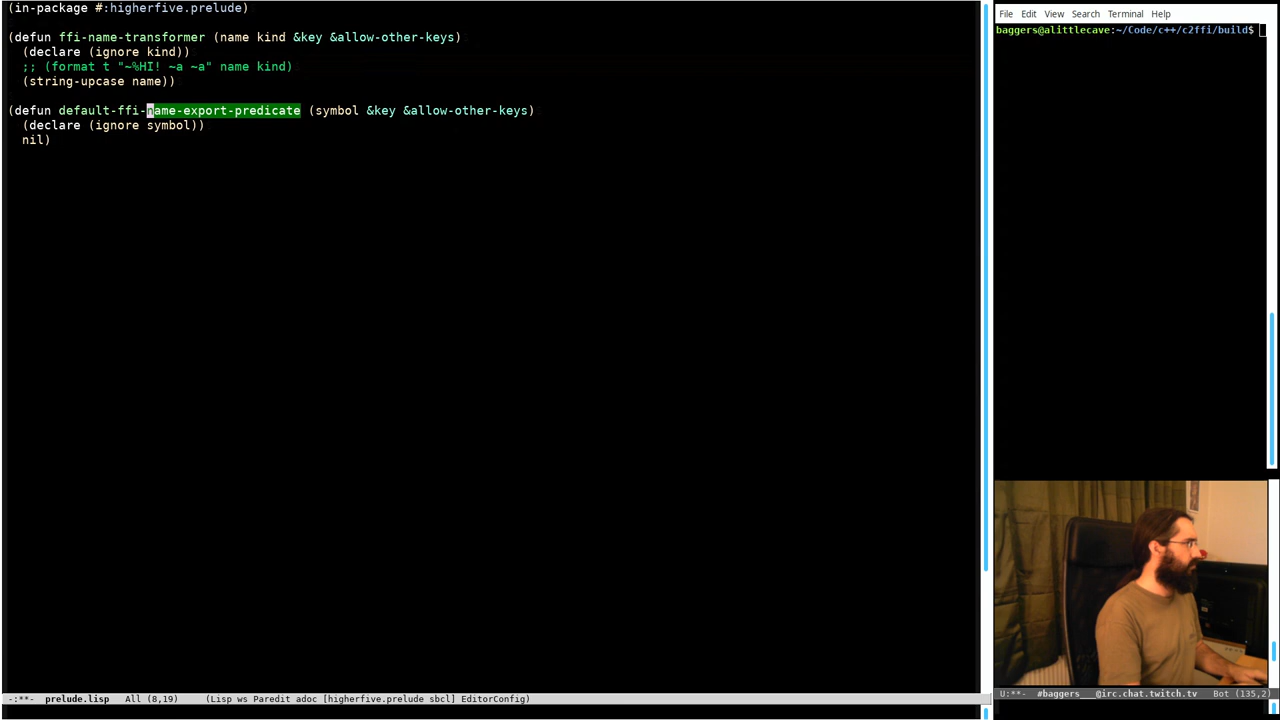 (in-package #:higherfive.prelude)
(defun ffi-name-transformer (name kind &key &allow-other-keys)
(declare (ignore kind))
;; (format t "~%HI! ~a ~a" name kind)
(string-upcase name))
(defun default-ffi-name-export-predicate (symbol &key &allow-other-keys)
(declare (ignore symbol))
nil)
-:**- prelude.lisp All (8,19) (Lisp ws Paredit adoc [higherfive.prelude sbcl] EditorConfig)
File Edit View Search Terminal Help
baggers@alittlecave:~/Code/c++/c2ffi/build$
U:**- #baggers___@irc.chat.twitch.tv Bot (135,2)